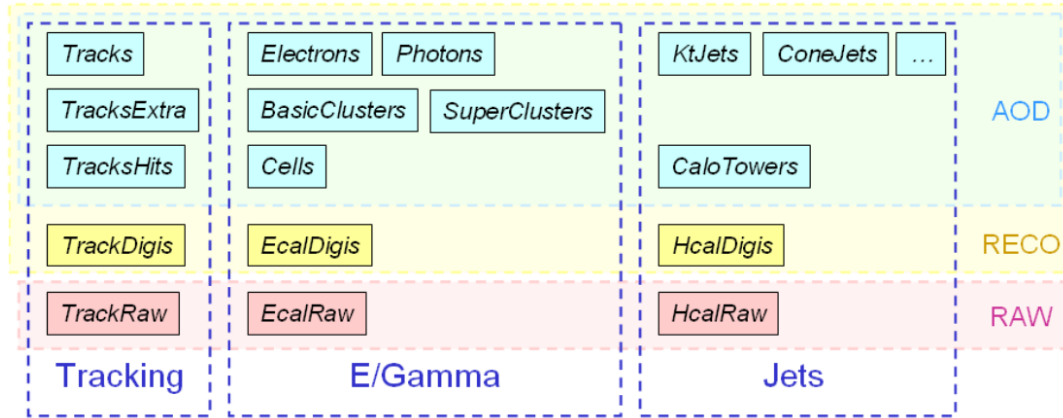 Tracks Electrons Photons KtJets ConeJets ...
TracksExtra BasicClusters SuperClusters AOD
TracksHits Cells CaloTowers
TrackDigis EcalDigis HcalDigis RECO
TrackRaw EcalRaw HcalRaw RAW
Tracking E/Gamma Jets